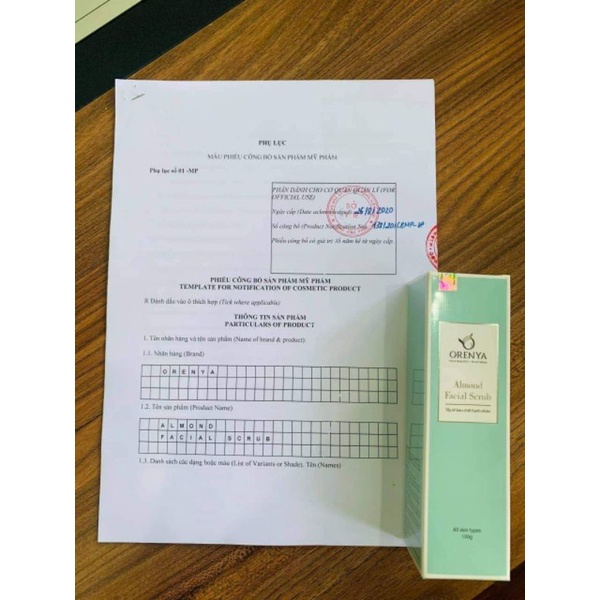 PHỤ LỤC
MẪU PHIẾU CÔNG BỐ SẢN PHẨM MỸ PHẨM
Phụ lục số 01 -MP
PHẦN DÀNH CHO CƠ QUAN QUẢN LÝ (FOR
OFFICIAL USE)
Ngày cấp (Date acknowledged):
Số công bố (Product Notification No):
Phiếu công bố có giá trị 05 năm kể từ ngày cấp.
PHIẾU CÔNG BỐ SẢN PHẨM MỸ PHẨM
TEMPLATE FOR NOTIFICATION OF COSMETIC PRODUCT
Đánh dấu vào ô thích hợp (Tick where applicable)
THÔNG TIN SẢN PHẨM
PARTICULARS OF PRODUCT
1. Tên nhãn hàng và tên sản phẩm (Name of brand & product):
1.1. Nhãn hàng (Brand)
ORENYA
1.2. Tên sản phẩm (Product Name)
ALMOND
FACIAL SCRUB
1.3. Danh sách các dạng hoặc màu (List of Variants or Shade). Tên (Names)
ORENYA
Almond
Facial Scrub
All skin types
100g